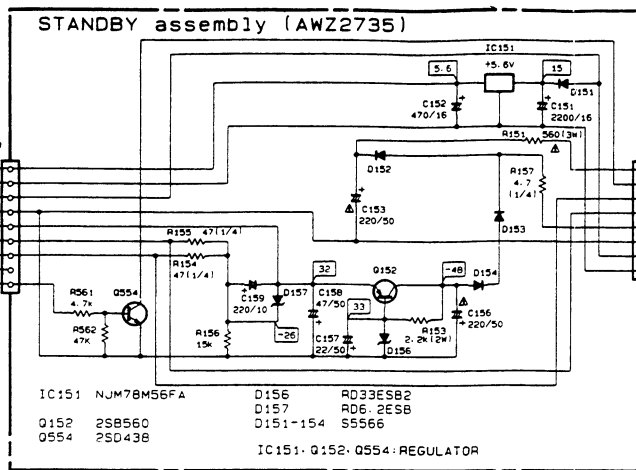 STANDBY assembly (AWZ2735)
IC151
+5.6V
5.6
15
D151
C152
470/16
C151
2200/16
R151
560(3W)
D152
R157
4.7
(1/4)
C153
220/50
D153
R155
47(1/4)
R154
47(1/4)
32
Q152
-48
D154
R561
4.7K
Q554
C159
220/10
D157
C158
47/50
33
C156
220/50
R562
47K
R156
15K
-26
C157
22/50
D156
R153
2.2k(2W)
IC151 NJM78M56FA
D156 RD33ESB2
D157 RD6.2ESB
Q152 2SB560
D151-154 S5566
Q554 2SD438
IC151, Q152, Q554: REGULATOR